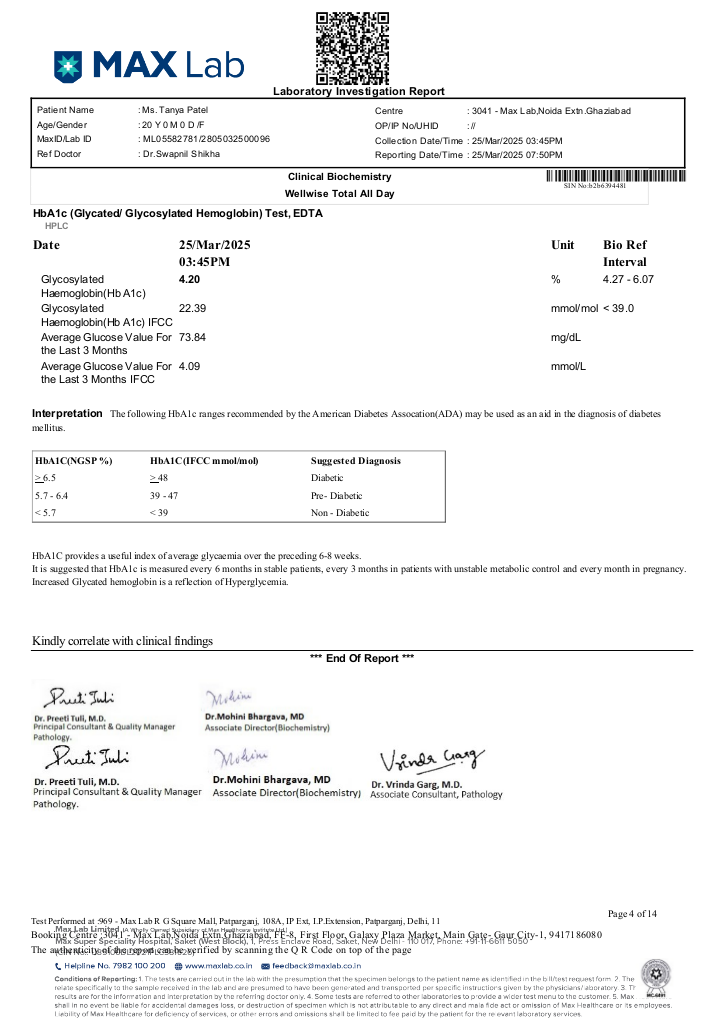 MAX Lab
Laboratory Investigation Report
Patient Name : Ms. Tanya Patel Centre : 3041 - Max Lab,Noida Extn.Ghaziabad
Age/Gender : 20 Y 0 M 0 D /F OP/IP No/UHID : //
MaxID/Lab ID : ML05582781/2805032500096 Collection Date/Time : 25/Mar/2025 03:45PM
Ref Doctor : Dr.Swapnil Shikha Reporting Date/Time : 25/Mar/2025 07:50PM
Clinical Biochemistry
SIN No:b2b6394481
Wellwise Total All Day
HbA1c (Glycated/ Glycosylated Hemoglobin) Test, EDTA
HPLC
Date 25/Mar/2025 Unit Bio Ref
03:45PM Interval
Glycosylated 4.20 % 4.27 - 6.07
Haemoglobin(Hb A1c)
Glycosylated 22.39 mmol/mol < 39.0
Haemoglobin(Hb A1c) IFCC
Average Glucose Value For 73.84 mg/dL
the Last 3 Months
Average Glucose Value For 4.09 mmol/L
the Last 3 Months IFCC
Interpretation The following HbA1c ranges recommended by the American Diabetes Assocation(ADA) may be used as an aid in the diagnosis of diabetes
mellitus.
HbA1C(NGSP %) HbA1C(IFCC mmol/mol) Suggested Diagnosis
≥ 6.5 ≥ 48 Diabetic
5.7 - 6.4 39 - 47 Pre- Diabetic
< 5.7 < 39 Non - Diabetic
HbA1C provides a useful index of average glycaemia over the preceding 6-8 weeks.
It is suggested that HbA1c is measured every 6 months in stable patients, every 3 months in patients with unstable metabolic control and every month in pregnancy.
Increased Glycated hemoglobin is a reflection of Hyperglycemia.
Kindly correlate with clinical findings
*** End Of Report ***
Preeti Tuli Mohini
Dr. Preeti Tuli, M.D. Dr.Mohini Bhargava, MD
Principal Consultant & Quality Manager Associate Director(Biochemistry)
Pathology.
Preeti Tuli Mohini Vrinda Garg
Dr. Preeti Tuli, M.D. Dr.Mohini Bhargava, MD Dr. Vrinda Garg, M.D.
Principal Consultant & Quality Manager Associate Director(Biochemistry) Associate Consultant, Pathology
Pathology.
Page 4 of 14
Test Performed at :969 - Max Lab R G Square Mall, Patparganj, 108A, IP Ext, I.P.Extension, Patparganj, Delhi, 11
Max Lab Limited (A Wholly Owned Subsidiary of Max Healthcare Institute Ltd.)
Booking Centre :3041 - Max Lab,Noida Extn.Ghaziabad, FF-8, First Floor, Galaxy Plaza Market, Main Gate- Gaur City-1, 9417186080
Max Super Speciality Hospital, Saket (West Block), 1, Press Enclave Road, Saket, New Delhi - 110 017, Phone: +91-11-6611 5050
The authenticity of the report can be verified by scanning the Q R Code on top of the page
Helpline No. 7982 100 200 www.maxlab.co.in feedback@maxlab.co.in
Conditions of Reporting: 1. The tests are carried out in the lab with the presumption that the specimen belongs to the patient name as identified in the bill/test request form. 2. The
relate specifically to the sample received in the lab and are presumed to have been generated and transported per specific instructions given by the physicians/ laboratory. 3. Th
results are for the information and interpretation by the referring doctor only. 4. Some tests are referred to other laboratories to provide a wider test menu to the customer. 5. Max
shall in no event be liable for accidental damages, loss, or destruction of specimen which is not attributable to any direct and mala fide act or omission of Max Healthcare or its employees.
Liability of Max Healthcare for deficiency of services, or other errors and omissions shall be limited to fee paid by the patient for the relevant laboratory services.